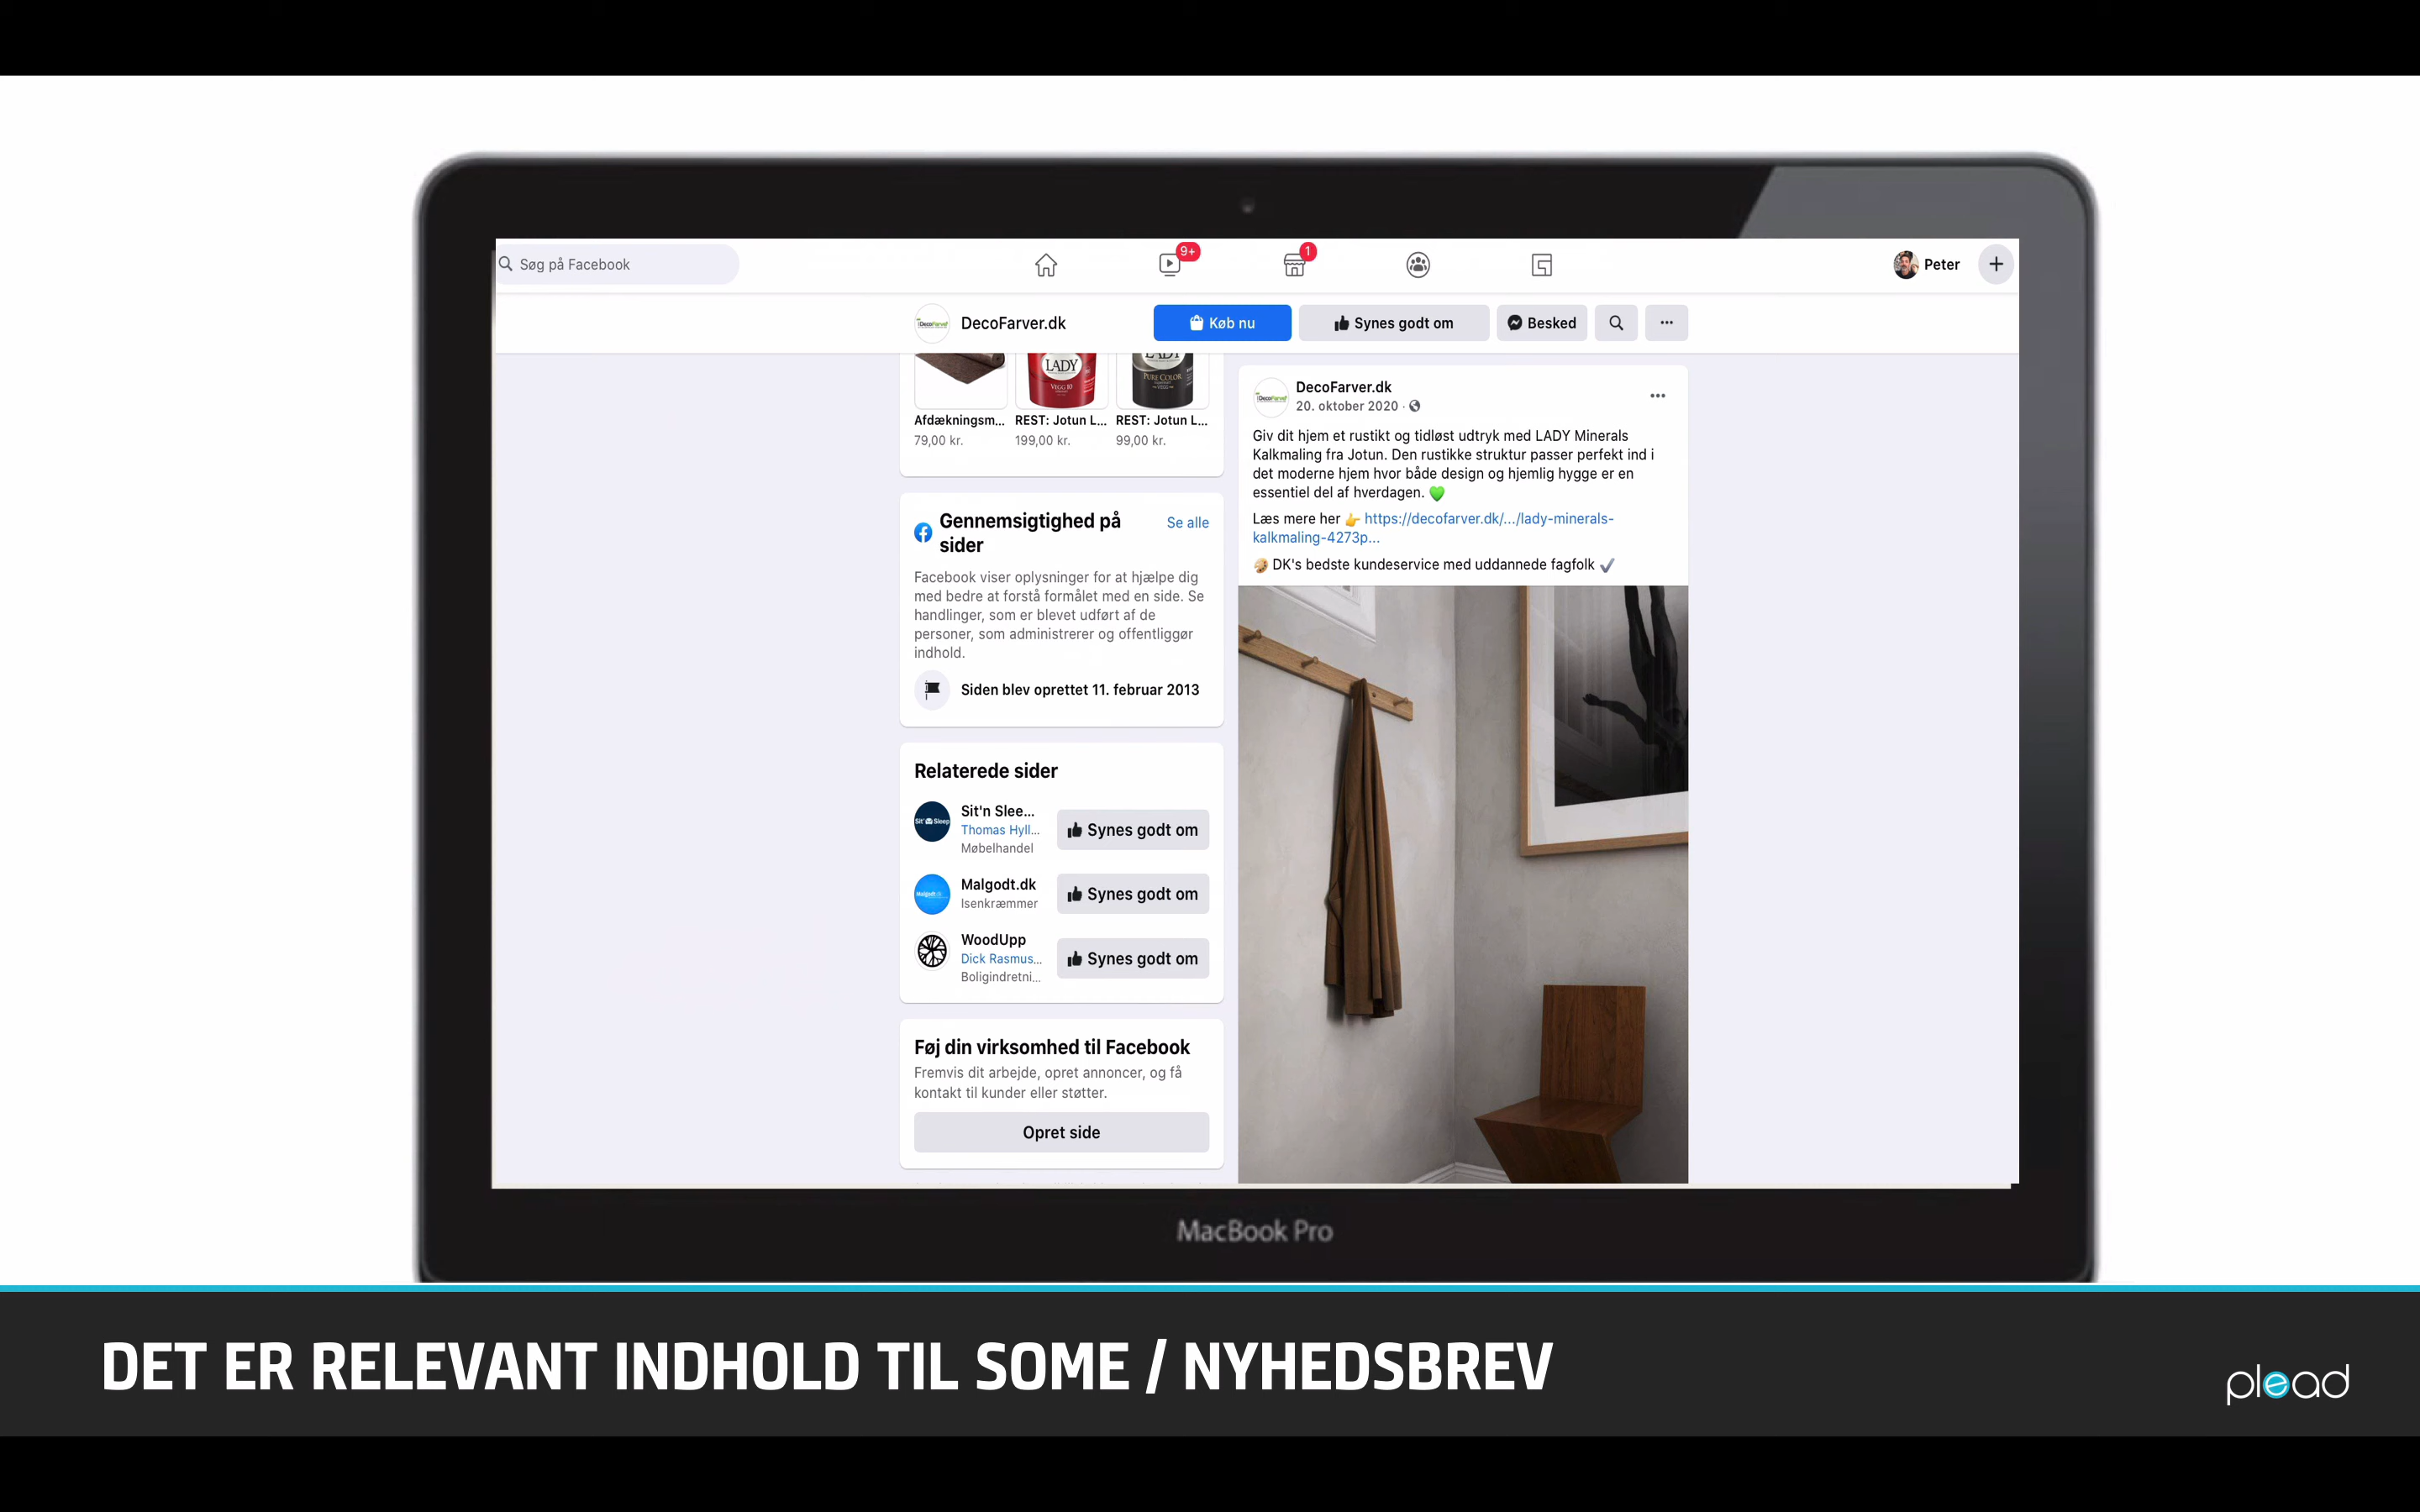 Søg på Facebook
9+
1
Peter
DecoFarver.dk
Køb nu
Synes godt om
Besked
LADY
VEGG 10
LADY
PURE COLOR
Afdækningsm...
REST: Jotun L...
REST: Jotun L...
79,00 kr.
199,00 kr.
99,00 kr.
Gennemsigtighed på
sider
Se alle
Facebook viser oplysninger for at hjælpe dig
med bedre at forstå formålet med en side. Se
handlinger, som er blevet udført af de
personer, som administrerer og offentliggør
indhold.
Siden blev oprettet 11. februar 2013
Relaterede sider
Sit'n Slee...
Thomas Hyll...
Møbelhandel
Synes godt om
Malgodt.dk
Isenkræmmer
Synes godt om
WoodUpp
Dick Rasmus...
Boligindretni...
Synes godt om
Føj din virksomhed til Facebook
Fremvis dit arbejde, opret annoncer, og få
kontakt til kunder eller støtter.
Opret side
DecoFarver.dk
20. oktober 2020 ·
Giv dit hjem et rustikt og tidløst udtryk med LADY Minerals
Kalkmaling fra Jotun. Den rustikke struktur passer perfekt ind i
det moderne hjem hvor både design og hjemlig hygge er en
essentiel del af hverdagen. 💚
Læs mere her 👉 https://decofarver.dk/.../lady-minerals-
kalkmaling-4273p...
DK's bedste kundeservice med uddannede fagfolk ✔
MacBook Pro
DET ER RELEVANT INDHOLD TIL SOME / NYHEDSBREV
plead